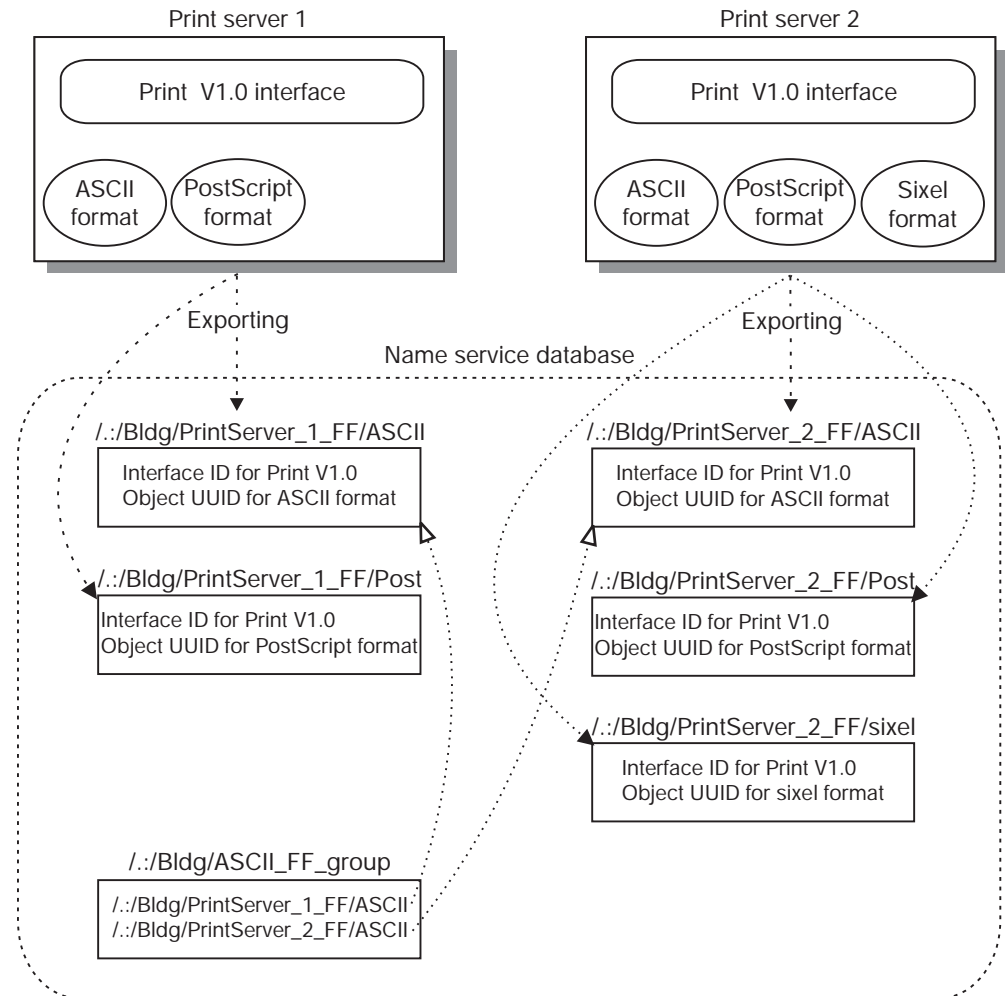 Print server 1
Print V1.0 interface
ASCII
format
PostScript
format
Print server 2
Print V1.0 interface
ASCII
format
PostScript
format
Sixel
format
Exporting
Exporting
Name service database
/.:/Bldg/PrintServer_1_FF/ASCII
Interface ID for Print V1.0
Object UUID for ASCII format
/.:/Bldg/PrintServer_2_FF/ASCII
Interface ID for Print V1.0
Object UUID for ASCII format
/.:/Bldg/PrintServer_1_FF/Post
Interface ID for Print V1.0
Object UUID for PostScript format
/.:/Bldg/PrintServer_2_FF/Post
Interface ID for Print V1.0
Object UUID for PostScript format
/.:/Bldg/PrintServer_2_FF/sixel
Interface ID for Print V1.0
Object UUID for sixel format
/.:/Bldg/ASCII_FF_group
/.:/Bldg/PrintServer_1_FF/ASCII
/.:/Bldg/PrintServer_2_FF/ASCII